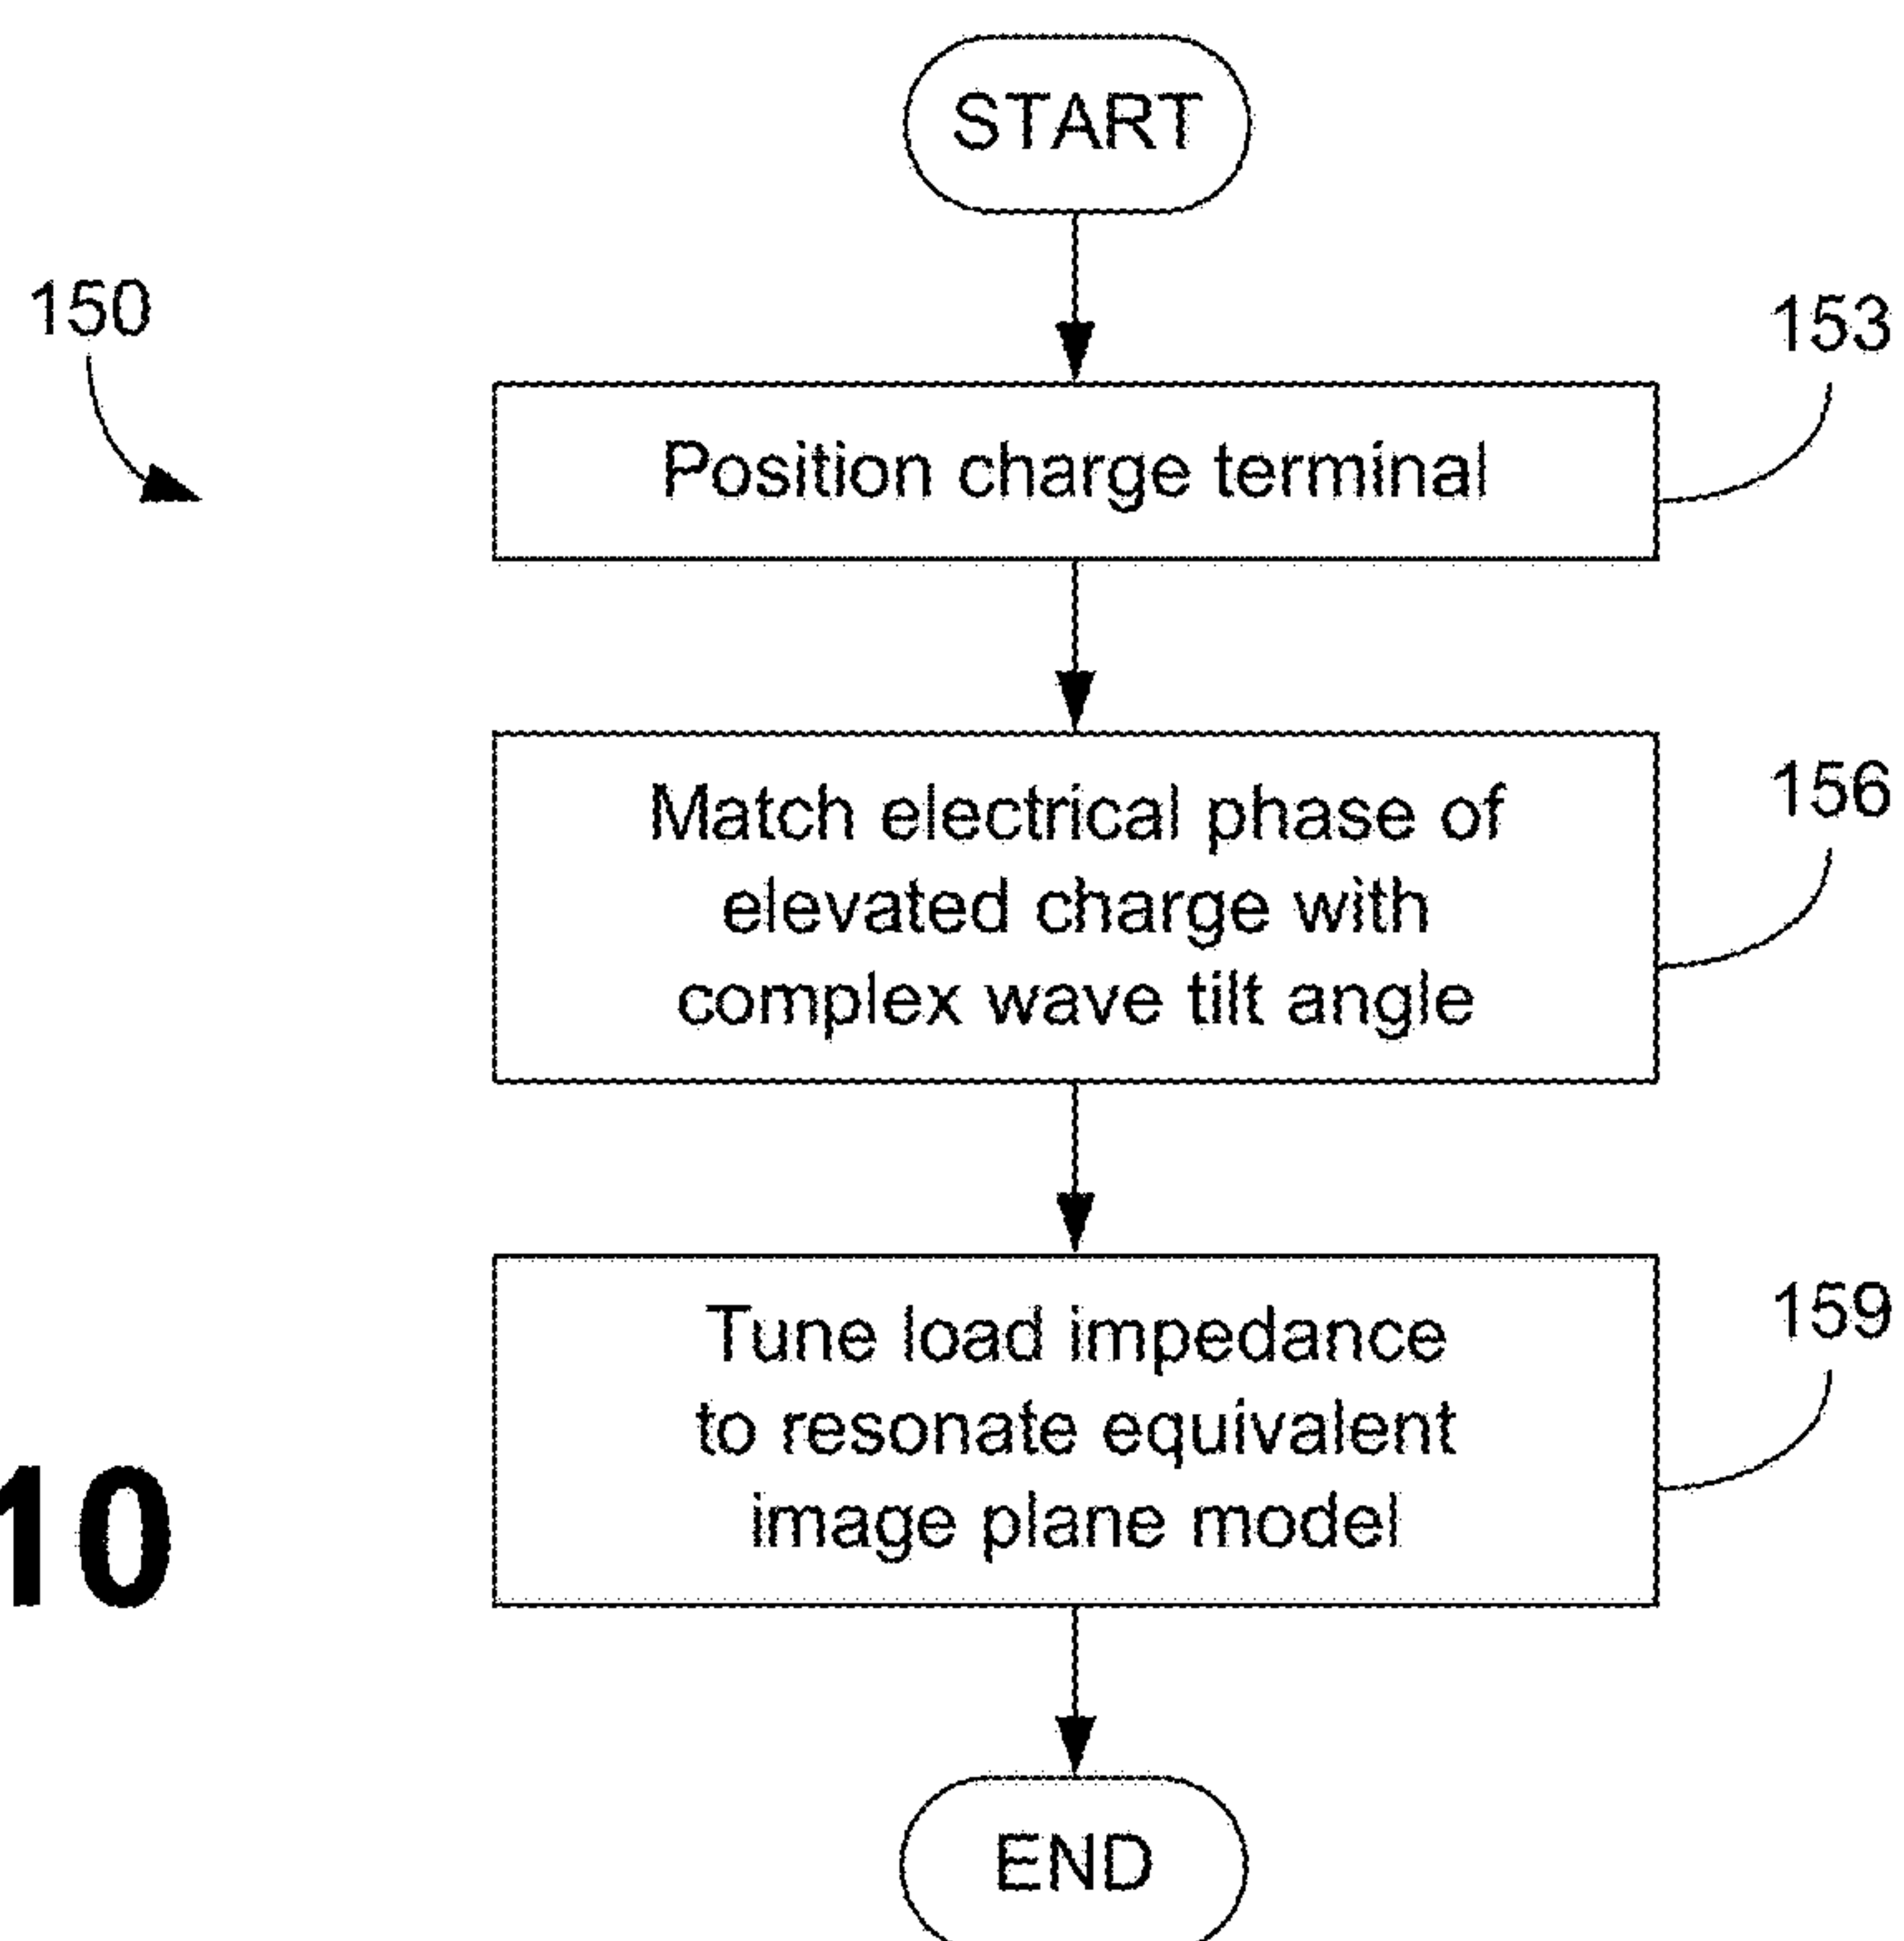 START
150
153
Position charge terminal
156
Match electrical phase of
elevated charge with
complex wave tilt angle
159
Tune load impedance
to resonate equivalent
image plane model
10
END